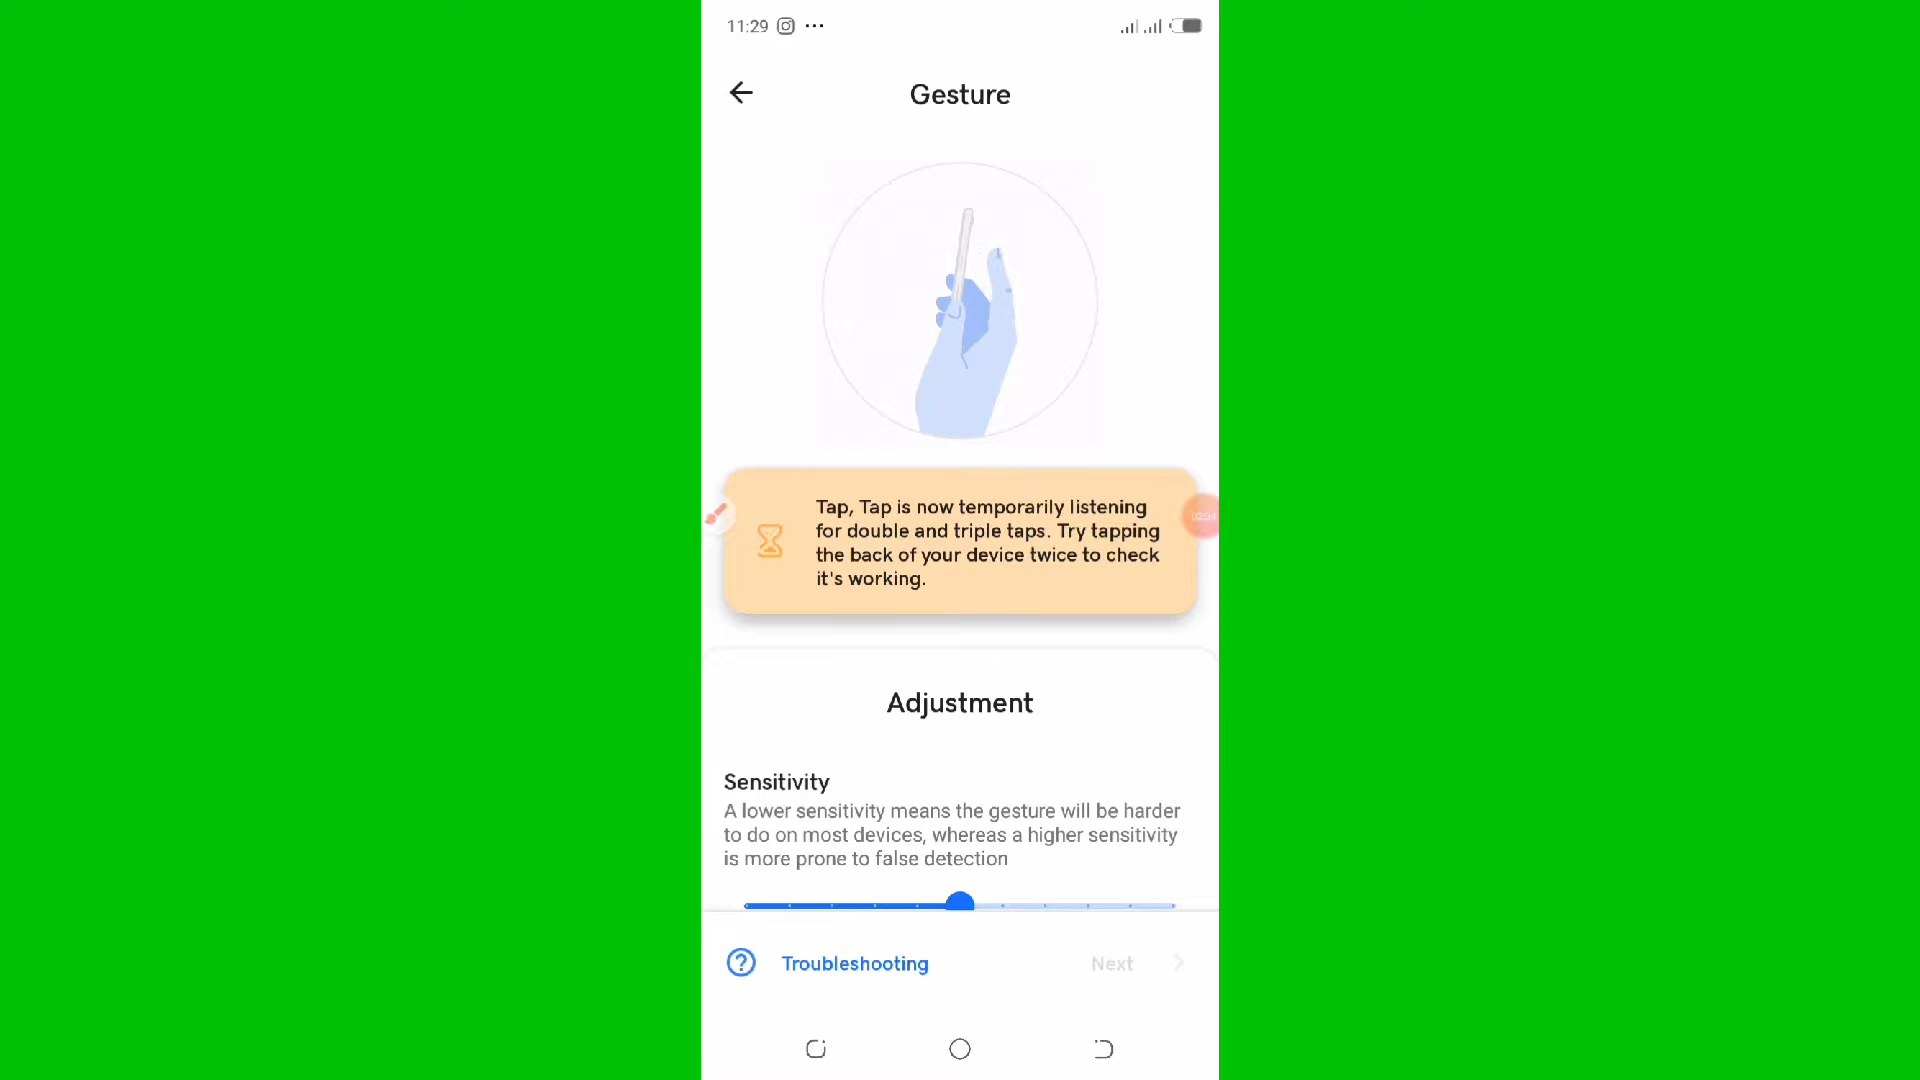 11:29
Gesture
Tap, Tap is now temporarily listening
for double and triple taps. Try tapping
the back of your device twice to check
it's working.
02:34
Adjustment
Sensitivity
A lower sensitivity means the gesture will be harder
to do on most devices, whereas a higher sensitivity
is more prone to false detection
Troubleshooting
Next